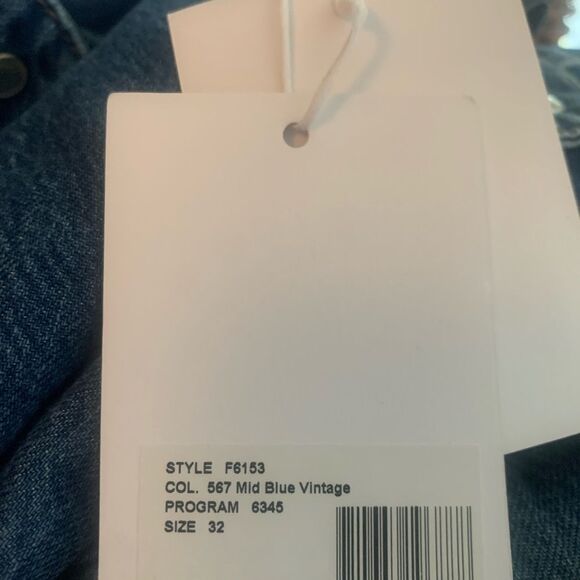 STYLE F6153
COL. 567 Mid Blue Vintage
PROGRAM 6345
SIZE 32